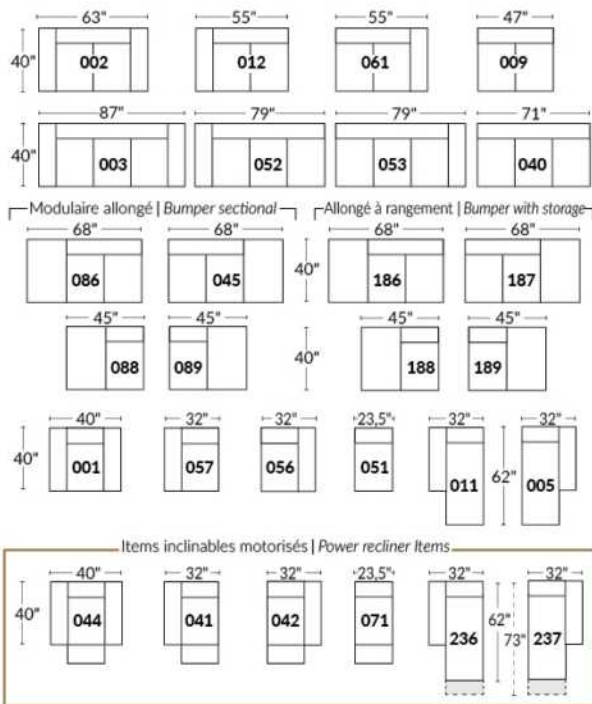 63" 55" 55" 47"
40" 002 012 061 009
87" 79" 79" 71"
40" 003 052 053 040
Modulaire allongé | Bumper sectional Allongé à rangement | Bumper with storage
68" 68" 68" 68"
086 045 40" 186 187
45" 45" 45" 45"
088 089 40" 188 189
40" 32" 32" 23,5" 32" 32"
40" 001 057 056 051 011 62" 005
Items inclinables motorisés | Power recliner Items
40" 32" 32" 23,5" 32" 32"
40" 044 041 042 071 236 62" 73" 237